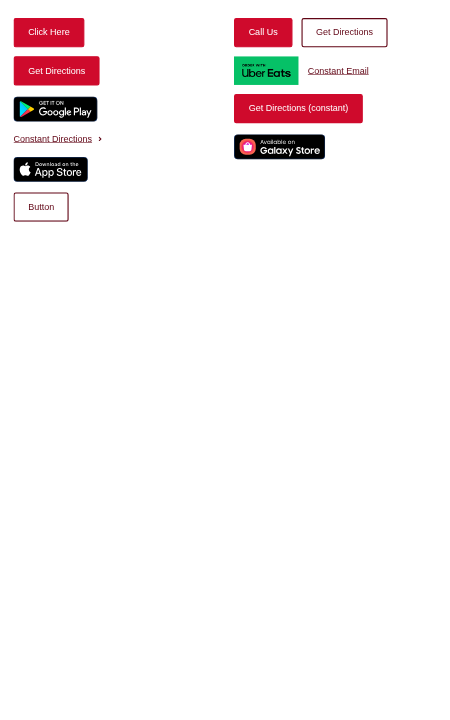 Click Here
Get Directions
GET IT ON
Google Play
Constant Directions
Download on the
App Store
Button
Call Us
Get Directions
ORDER WITH
Uber Eats
Constant Email
Get Directions (constant)
Available on
Galaxy Store